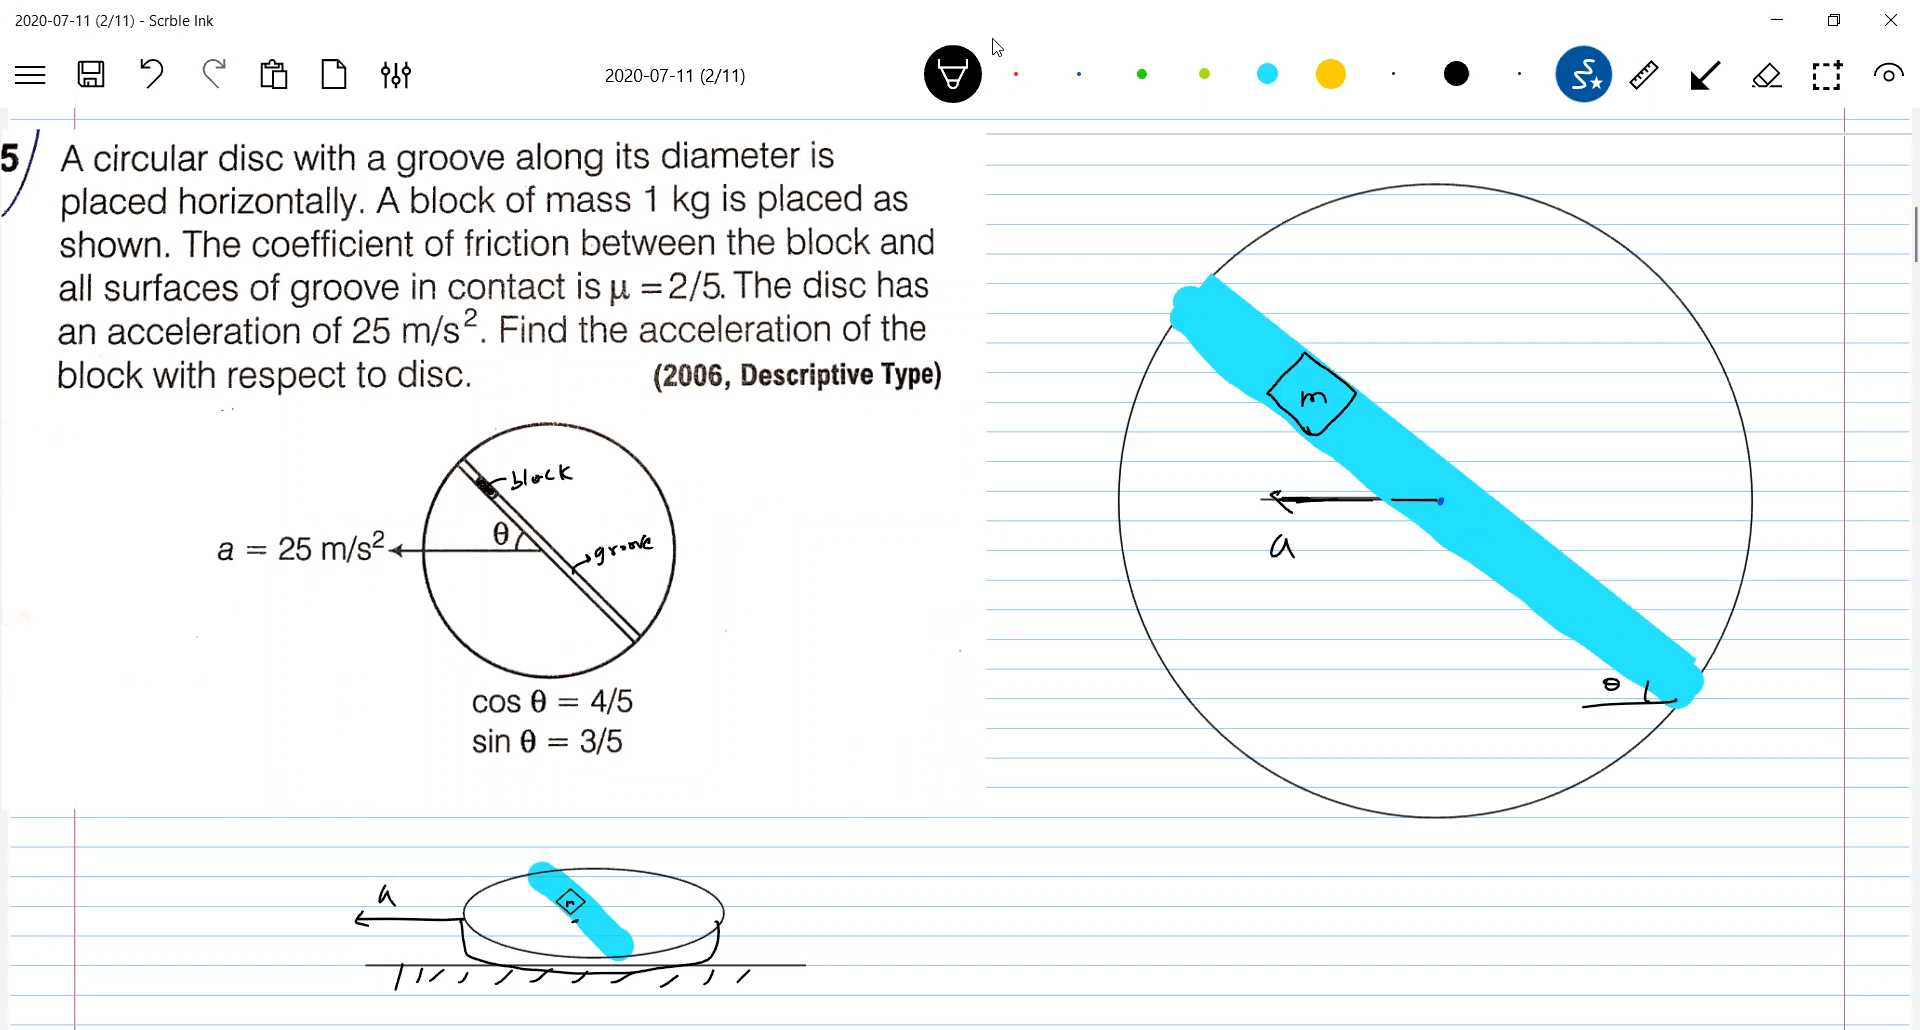 2020-07-11 (2/11) - Scrble Ink
2020-07-11 (2/11)
5 A circular disc with a groove along its diameter is
placed horizontally. A block of mass 1 kg is placed as
shown. The coefficient of friction between the block and
all surfaces of groove in contact is μ = 2/5. The disc has
an acceleration of 25 m/s². Find the acceleration of the
block with respect to disc. (2006, Descriptive Type)
block
θ
groove
a = 25 m/s²
cos θ = 4/5
sin θ = 3/5
m
a
θ
a